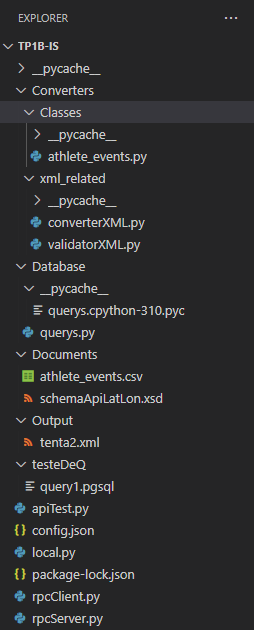 EXPLORER
TP1B-IS
__pycache__
Converters
Classes
__pycache__
athlete_events.py
xml_related
__pycache__
converterXML.py
validatorXML.py
Database
__pycache__
querys.cpython-310.pyc
querys.py
Documents
athlete_events.csv
schemaApiLatLon.xsd
Output
tenta2.xml
testeDeQ
query1.pgsql
apiTest.py
config.json
local.py
package-lock.json
rpcClient.py
rpcServer.py